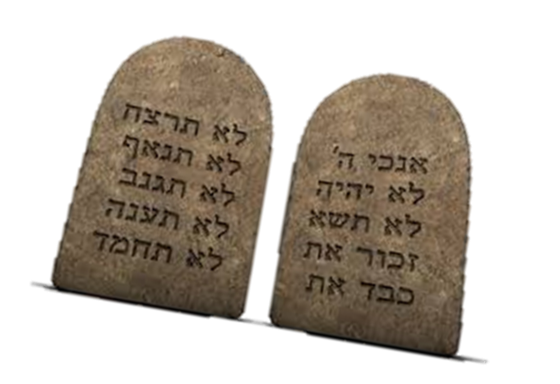 אנכי ה'
לא יהיה
לא תשא
זכור את
כבד את
לא תרצח
לא תנאף
לא תגנב
לא תענה
לא תחמד